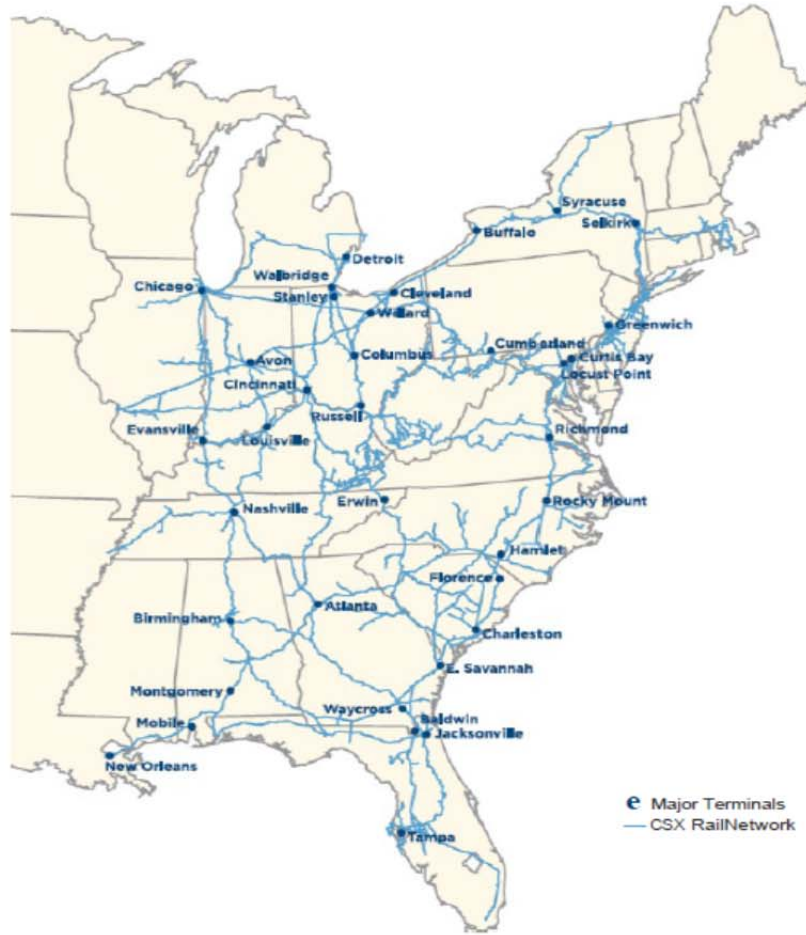 Syracuse
Selkirk
Buffalo
Detroit
Walbridge
Chicago
Stanley
Cleveland
Willard
Greenwich
Cumberland
Curtis Bay
Columbus
Avon
Locust Point
Cincinnati
Russell
Evansville
Louisville
Richmond
Erwin
Rocky Mount
Nashville
Hamlet
Florence
Atlanta
Birmingham
Charleston
E. Savannah
Montgomery
Waycross
Baldwin
Mobile
Jacksonville
New Orleans
e Major Terminals
CSX RailNetwork
Tampa